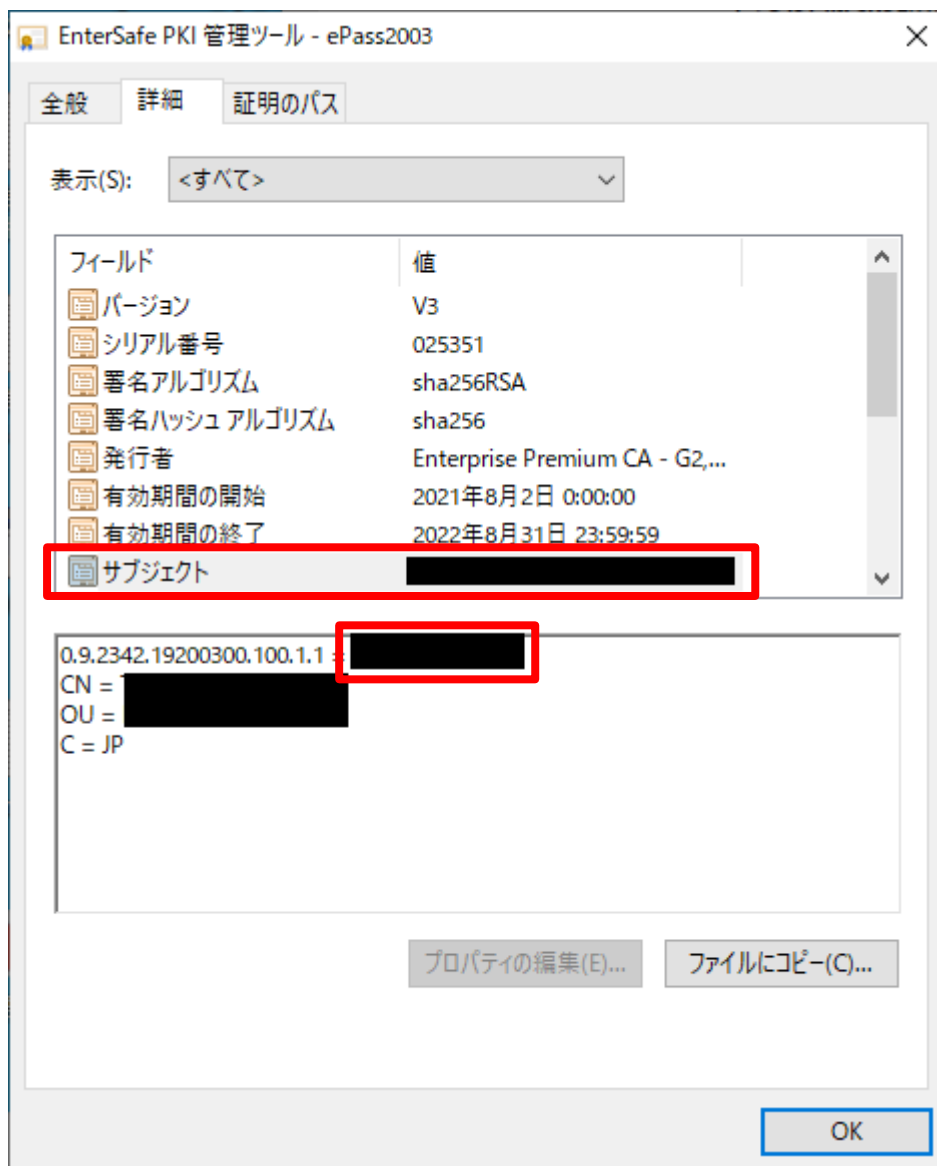 EnterSafe PKI 管理ツール - ePass2003
全般 詳細 証明のパス
表示(S): <すべて>
フィールド 値
バージョン V3
シリアル番号 025351
署名アルゴリズム sha256RSA
署名ハッシュ アルゴリズム sha256
発行者 Enterprise Premium CA - G2,...
有効期間の開始 2021年8月2日 0:00:00
有効期間の終了 2022年8月31日 23:59:59
サブジェクト
0.9.2342.19200300.100.1.1 =
CN =
OU =
C = JP
プロパティの編集(E)... ファイルにコピー(C)...
OK